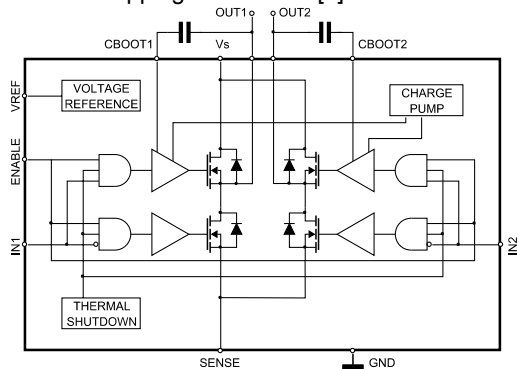 OUT1 OUT2
CBOOT1 Vs CBOOT2
VREF
VOLTAGE
REFERENCE
CHARGE
PUMP
ENABLE
IN1
IN2
THERMAL
SHUTDOWN
SENSE
GND